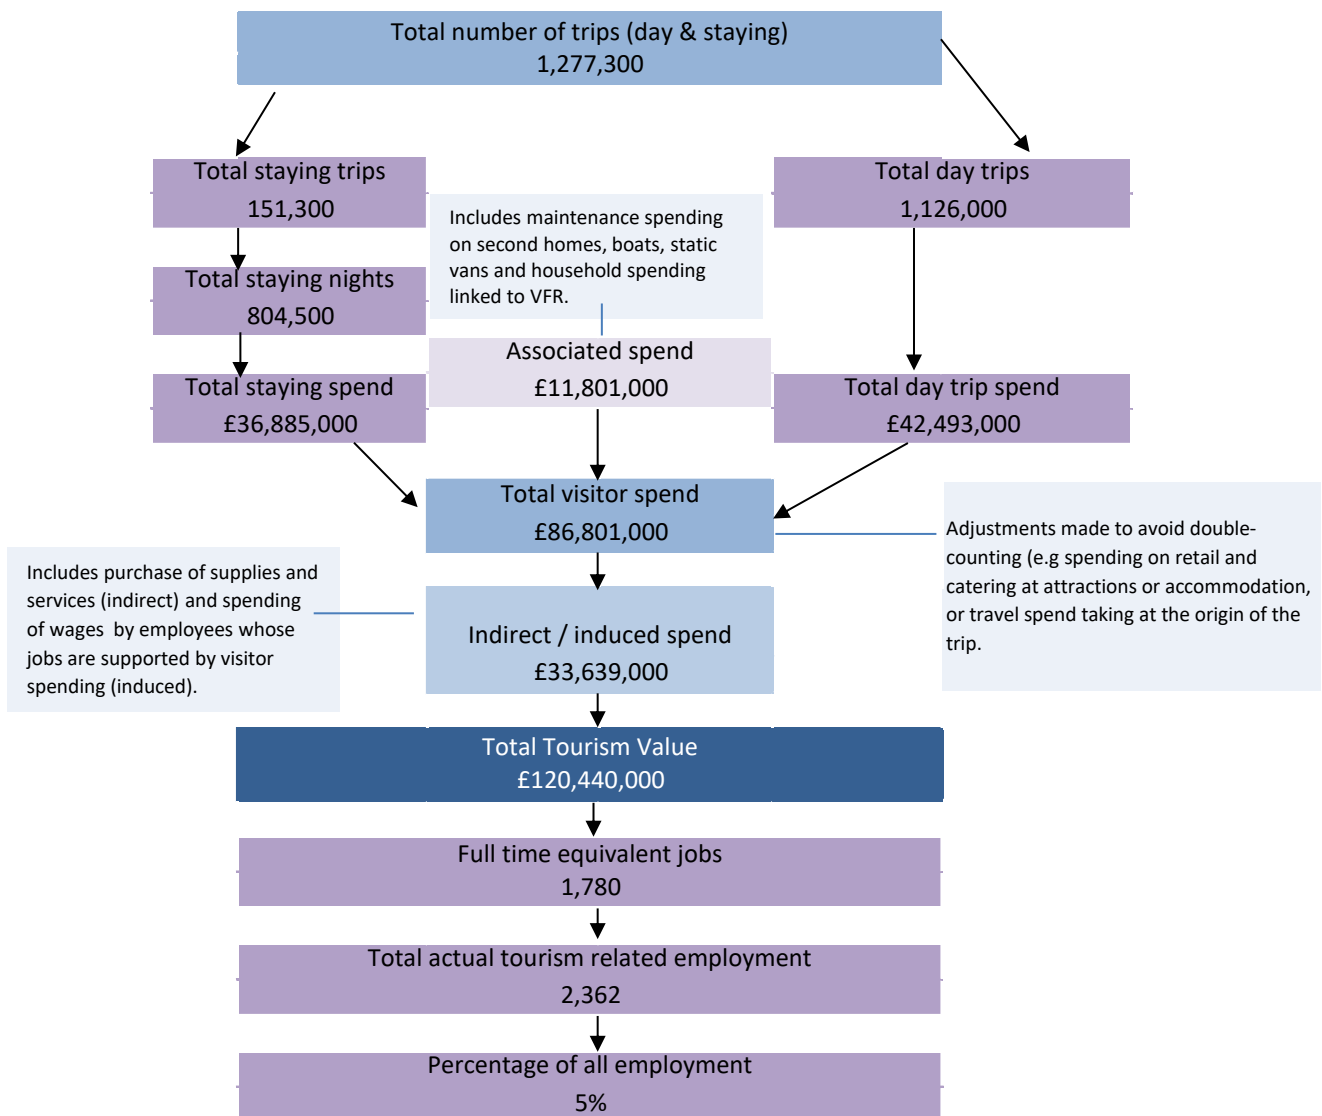 Total number of trips (day & staying)
1,277,300
Total staying trips
151,300
Total day trips
1,126,000
Includes maintenance spending
on second homes, boats, static
vans and household spending
linked to VFR.
Total staying nights
804,500
Associated spend
£11,801,000
Total staying spend
£36,885,000
Total day trip spend
£42,493,000
Total visitor spend
£86,801,000
Adjustments made to avoid double-
counting (e.g spending on retail and
catering at attractions or accommodation,
or travel spend taking at the origin of the
trip.
Includes purchase of supplies and
services (indirect) and spending
of wages by employees whose
jobs are supported by visitor
spending (induced).
Indirect / induced spend
£33,639,000
Total Tourism Value
£120,440,000
Full time equivalent jobs
1,780
Total actual tourism related employment
2,362
Percentage of all employment
5%